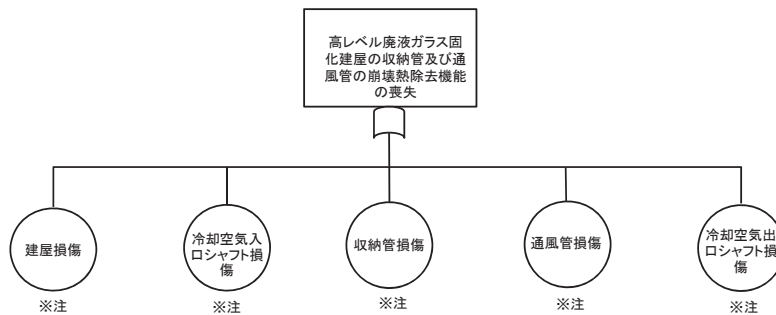 高レベル廃液ガラス固
化建屋の収納管及び通
風管の崩壊熱除去機能
の喪失
建屋損傷
冷却空気入
口シャフト損
傷
収納管損傷
通風管損傷
冷却空気出
口シャフト損
傷
※注
※注
※注
※注
※注